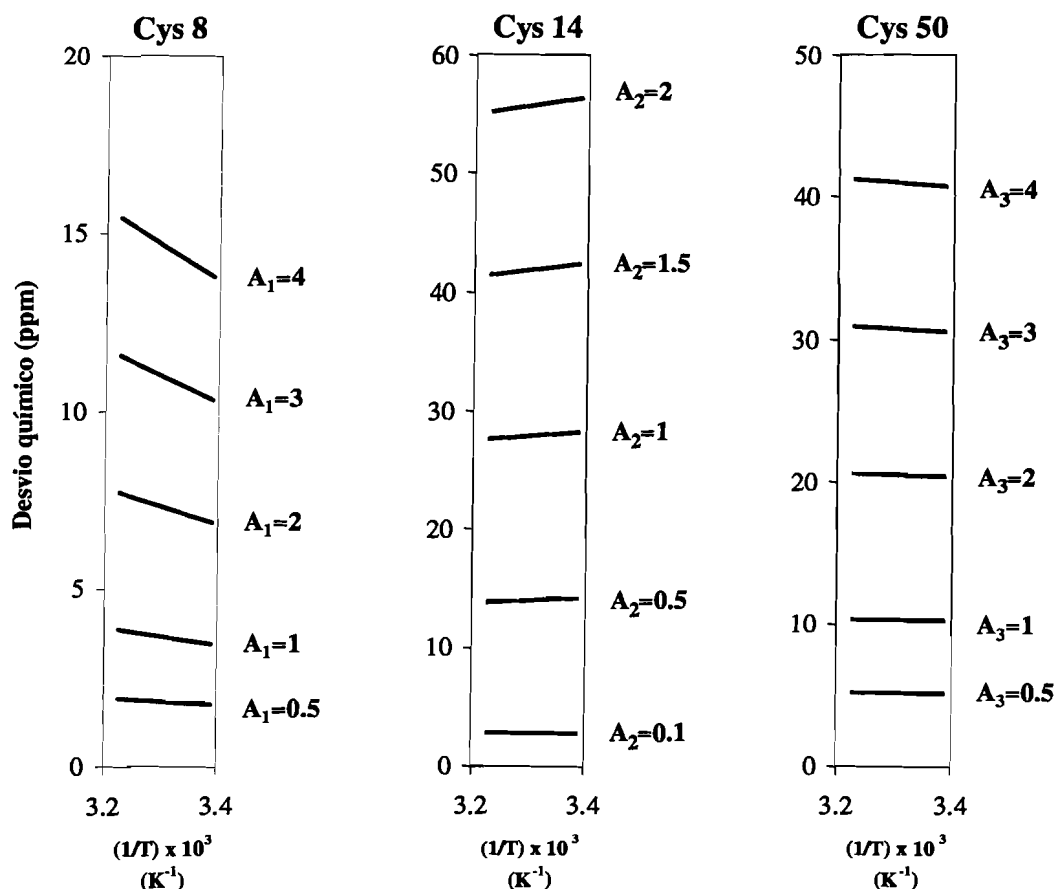 Cys 8
20
15
10
5
0
Desvio químico (ppm)
A1=4
A1=3
A1=2
A1=1
A1=0.5
3.2 3.4
(1/T) x 10³
(K⁻¹)
Cys 14
60
50
40
30
20
10
0
A2=2
A2=1.5
A2=1
A2=0.5
A2=0.1
3.2 3.4
(1/T) x 10³
(K⁻¹)
Cys 50
50
40
30
20
10
0
A3=4
A3=3
A3=2
A3=1
A3=0.5
3.2 3.4
(1/T) x 10³
(K⁻¹)